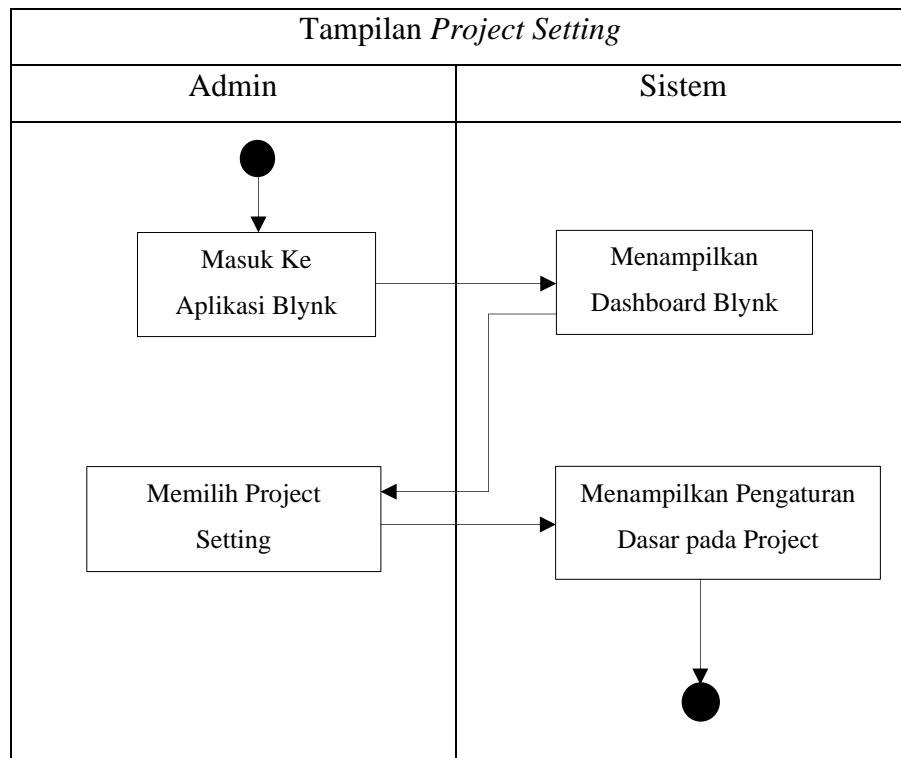 Tampilan Project Setting
Admin
Sistem
Masuk Ke
Aplikasi Blynk
Menampilkan
Dashboard Blynk
Memilih Project
Setting
Menampilkan Pengaturan
Dasar pada Project